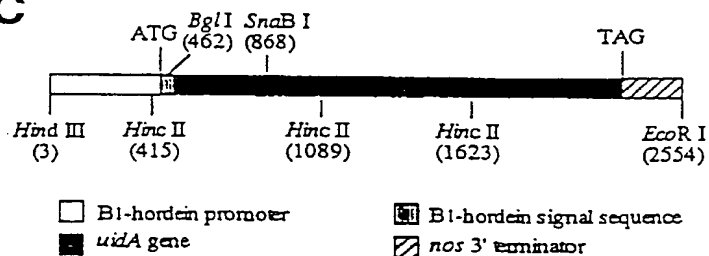 C
ATG BglI SnaB I TAG
(462) (868)
Hind III Hinc II Hinc II Hinc II EcoR I
(3) (415) (1089) (1623) (2554)
B1-hordein promoter B1-hordein signal sequence
uidA gene nos 3' terminator